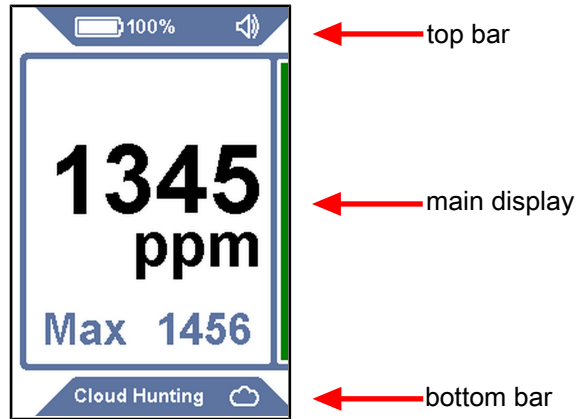 100%
top bar
1345
ppm
main display
Max 1456
Cloud Hunting
bottom bar